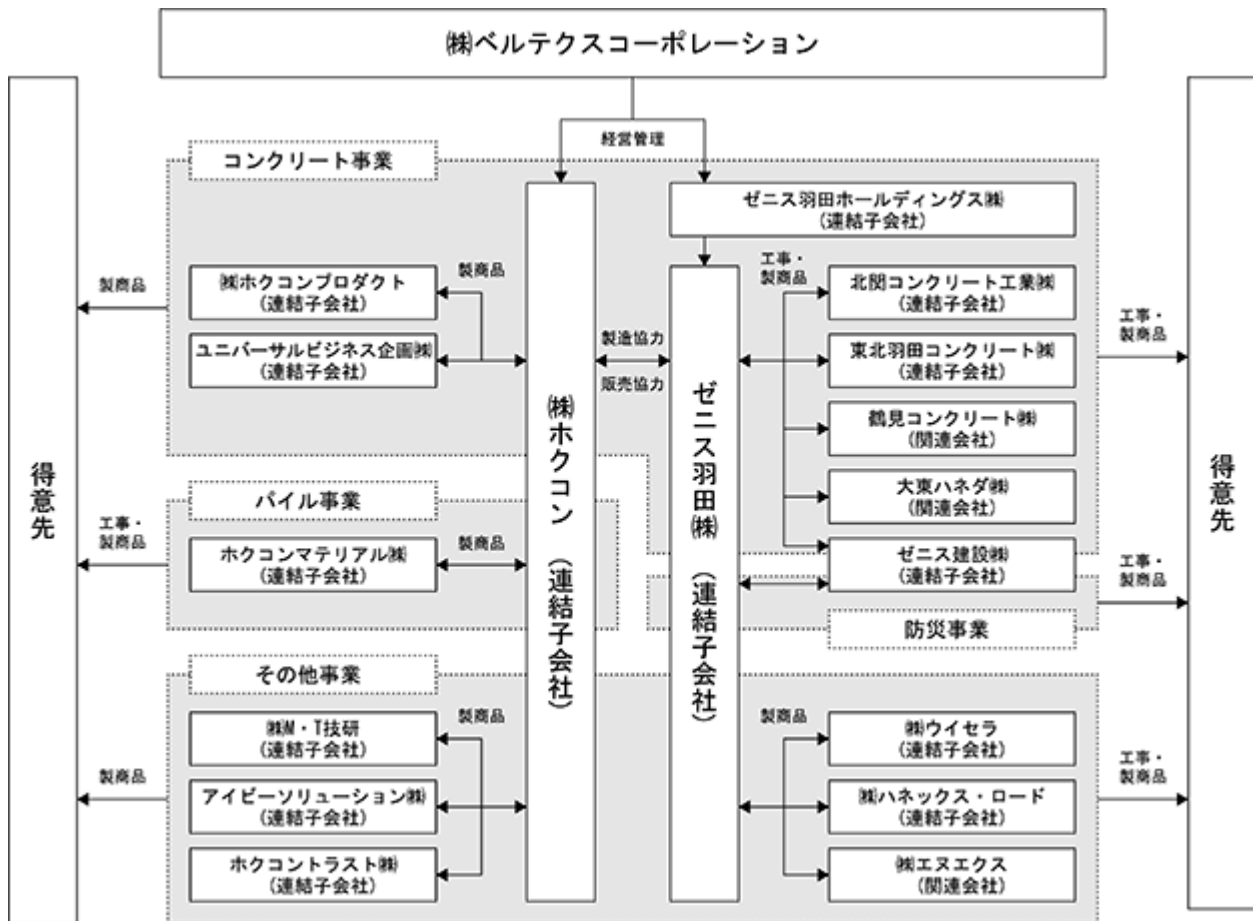 ㈱ベルテクスコーポレーション
経営管理
コンクリート事業
ゼニス羽田ホールディングス㈱
(連結子会社)
㈱ホクコンプロダクト
(連結子会社)
製商品
ユニバーサルビジネス企画㈱
(連結子会社)
製商品
製造協力
販売協力
工事・
製商品
北関コンクリート工業㈱
(連結子会社)
東北羽田コンクリート㈱
(連結子会社)
鶴見コンクリート㈱
(関連会社)
大東ハネダ㈱
(関連会社)
ゼニス建設㈱
(連結子会社)
工事・
製商品
得意先
㈱ホクコン (連結子会社)
ゼニス羽田㈱ (連結子会社)
得意先
パイル事業
ホクコンマテリアル㈱
(連結子会社)
製商品
工事・
製商品
防災事業
工事・
製商品
その他事業
㈱M・T技研
(連結子会社)
製商品
アイビーソリューション㈱
(連結子会社)
ホクコントラスト㈱
(連結子会社)
製商品
製商品
㈱ウイセラ
(連結子会社)
㈱ハネックス・ロード
(連結子会社)
㈱エヌエクス
(関連会社)
工事・
製商品